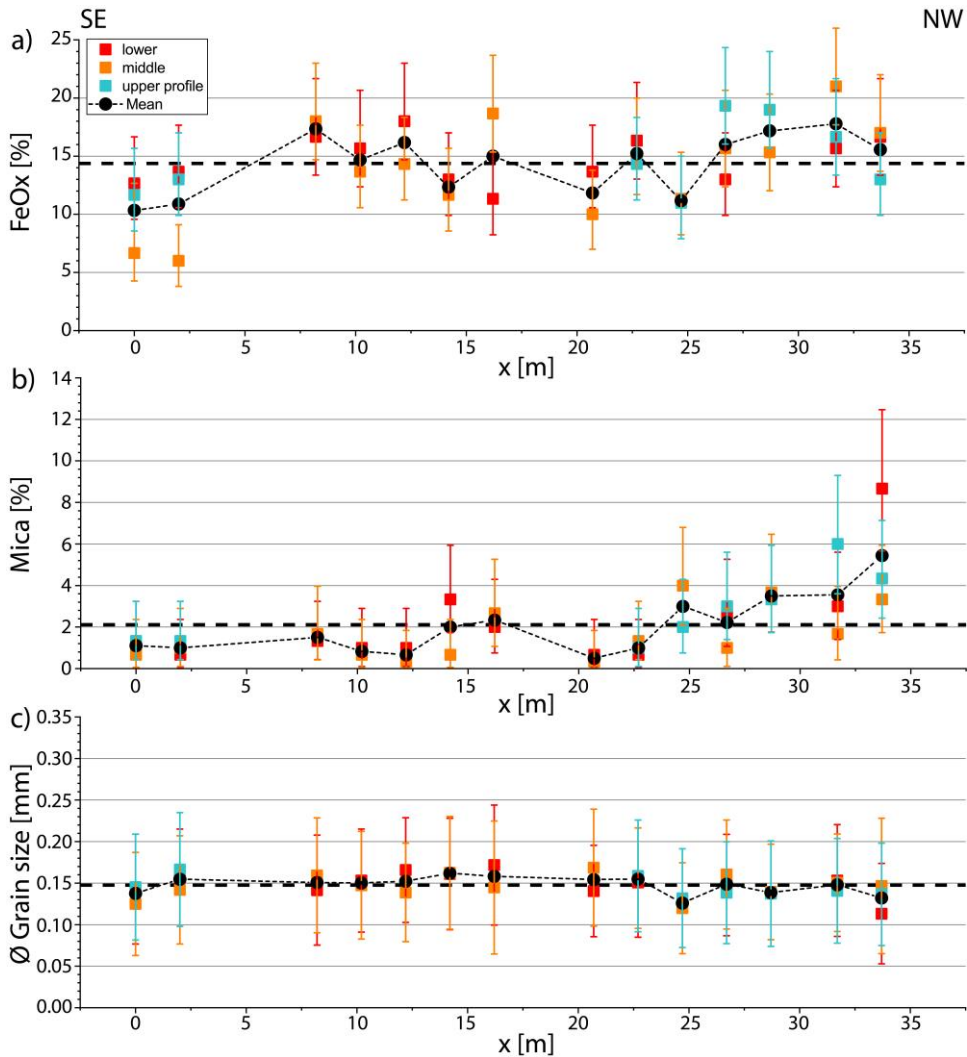 SE NW
a)
25
20
15
10
5
0
FeOx [%]
lower
middle
upper profile
Mean
0 5 10 15 20 25 30 35
x [m]
b)
14
12
10
8
6
4
2
0
Mica [%]
0 5 10 15 20 25 30 35
x [m]
c)
0.35
0.30
0.25
0.20
0.15
0.10
0.05
0.00
Ø Grain size [mm]
0 5 10 15 20 25 30 35
x [m]